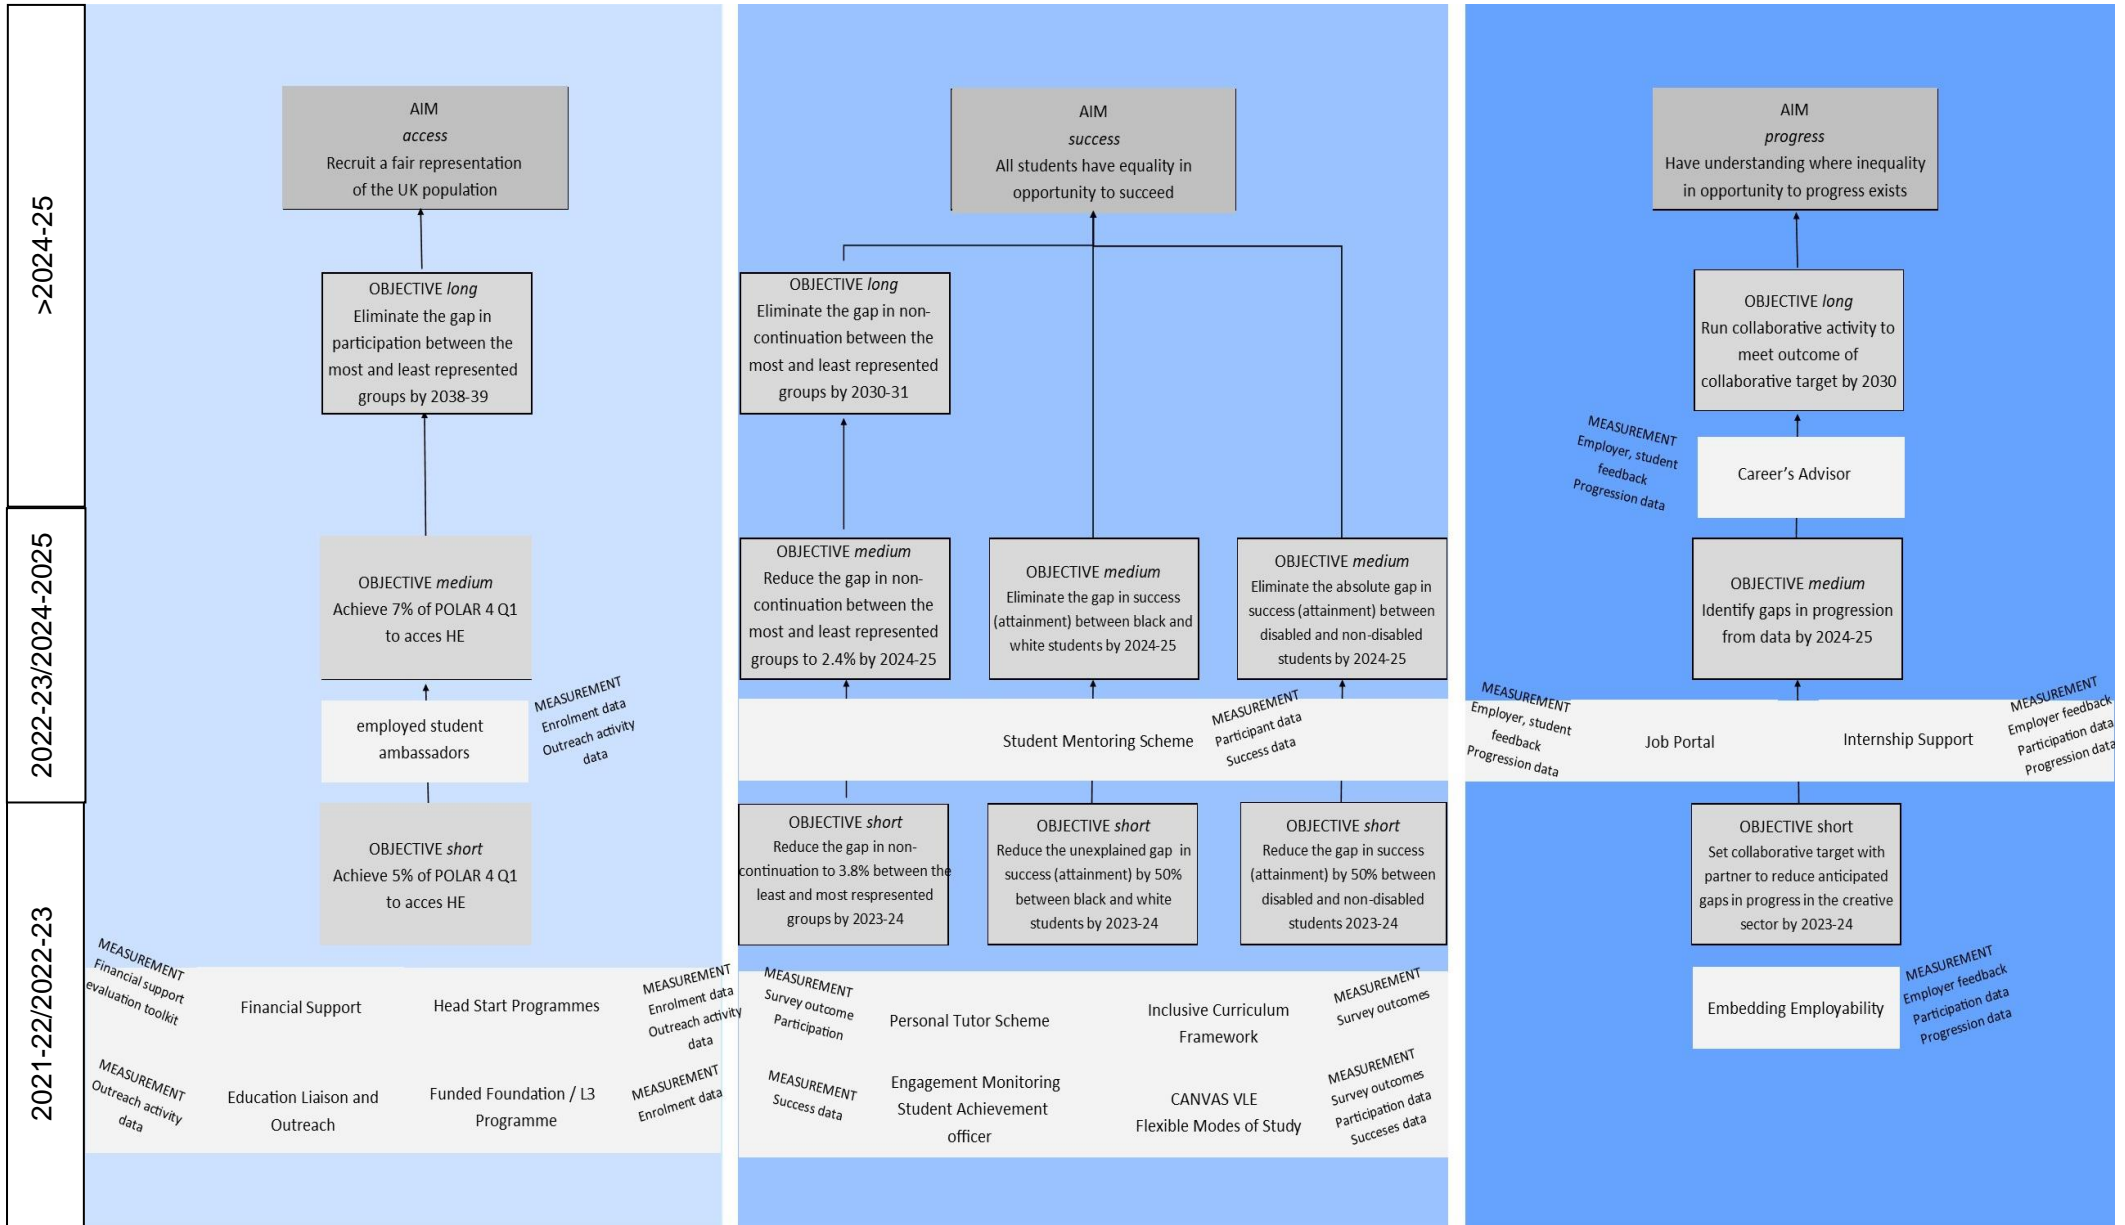 >2024-25
2022-23/2024-2025
2021-22/2022-23
AIM
access
Recruit a fair representation
of the UK population
OBJECTIVE long
Eliminate the gap in
participation between the
most and least represented
groups by 2038-39
OBJECTIVE medium
Achieve 7% of POLAR 4 Q1
to acces HE
employed student
ambassadors
MEASUREMENT
Enrolment data
Outreach activity
data
OBJECTIVE short
Achieve 5% of POLAR 4 Q1
to acces HE
MEASUREMENT
Financial support
evaluation toolkit
Financial Support
Head Start Programmes
MEASUREMENT
Enrolment data
Outreach activity
data
MEASUREMENT
Outreach activity
data
Education Liaison and
Outreach
Funded Foundation / L3
Programme
MEASUREMENT
Enrolment data
AIM
success
All students have equality in
opportunity to succeed
OBJECTIVE long
Eliminate the gap in non-
continuation between the
most and least represented
groups by 2030-31
OBJECTIVE medium
Reduce the gap in non-
continuation between the
most and least represented
groups to 2.4% by 2024-25
OBJECTIVE medium
Eliminate the gap in success
(attainment) between black and
white students by 2024-25
OBJECTIVE medium
Eliminate the absolute gap in
success (attainment) between
disabled and non-disabled
students by 2024-25
Student Mentoring Scheme
MEASUREMENT
Participant data
Success data
OBJECTIVE short
Reduce the gap in non-
continuation to 3.8% between the
least and most respresented
groups by 2023-24
OBJECTIVE short
Reduce the unexplained gap in
success (attainment) by 50%
between black and white
students by 2023-24
OBJECTIVE short
Reduce the gap in success
(attainment) by 50% between
disabled and non-disabled
students 2023-24
MEASUREMENT
Survey outcome
Participation
Personal Tutor Scheme
Inclusive Curriculum
Framework
MEASUREMENT
Survey outcomes
MEASUREMENT
Success data
Engagement Monitoring
Student Achievement
officer
CANVAS VLE
Flexible Modes of Study
MEASUREMENT
Survey outcomes
Participation data
Succeses data
AIM
progress
Have understanding where inequality
in opportunity to progress exists
OBJECTIVE long
Run collaborative activity to
meet outcome of
collaborative target by 2030
MEASUREMENT
Employer, student
feedback
Progression data
Career's Advisor
OBJECTIVE medium
Identify gaps in progression
from data by 2024-25
MEASUREMENT
Employer, student
feedback
Progression data
Job Portal
Internship Support
MEASUREMENT
Employer feedback
Participation data
Progression data
OBJECTIVE short
Set collaborative target with
partner to reduce anticipated
gaps in progress in the creative
sector by 2023-24
Embedding Employability
MEASUREMENT
Employer feedback
Participation data
Progression data